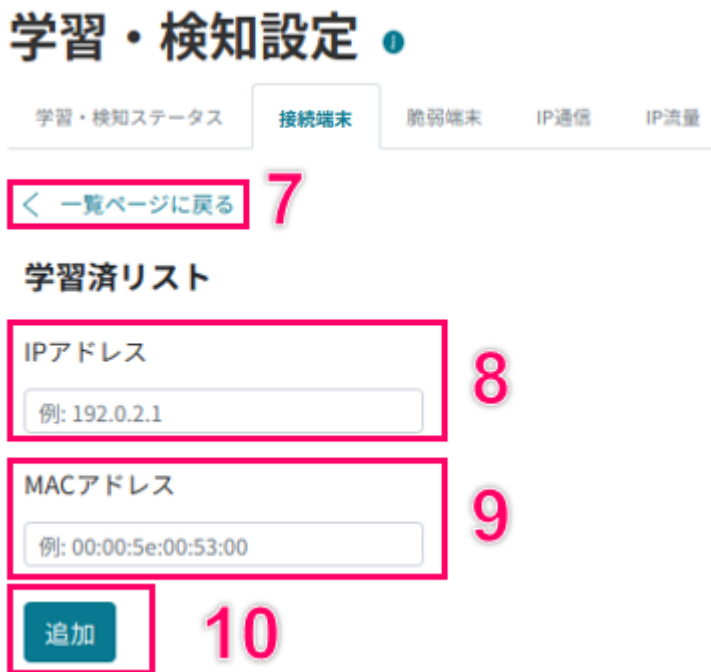 学習・検知設定 i
学習・検知ステータス 接続端末 脆弱端末 IP通信 IP流量
< 一覧ページに戻る 7
学習済リスト
IPアドレス
8
例: 192.0.2.1
MACアドレス
9
例: 00:00:5e:00:53:00
追加 10